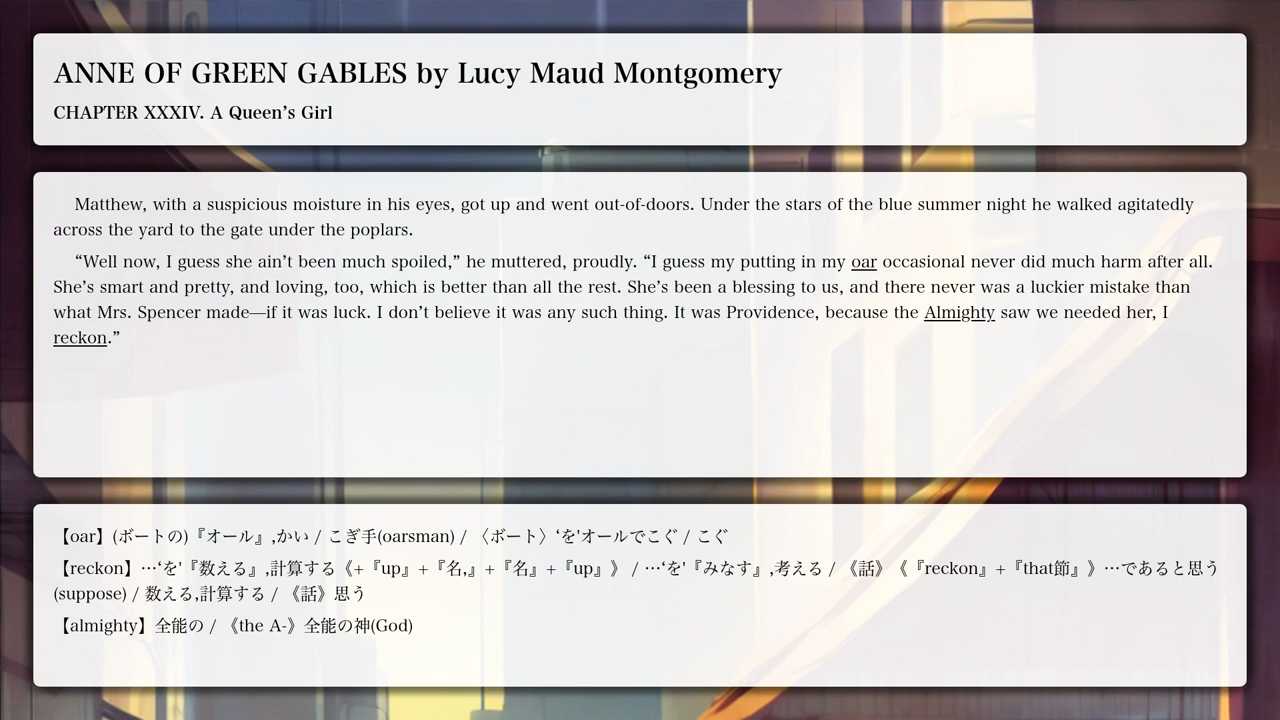 ANNE OF GREEN GABLES by Lucy Maud Montgomery
CHAPTER XXXIV. A Queen’s Girl
Matthew, with a suspicious moisture in his eyes, got up and went out-of-doors. Under the stars of the blue summer night he walked agitatedly
across the yard to the gate under the poplars.
“Well now, I guess she ain’t been much spoiled,” he muttered, proudly. “I guess my putting in my oar occasional never did much harm after all.
She’s smart and pretty, and loving, too, which is better than all the rest. She’s been a blessing to us, and there never was a luckier mistake than
what Mrs. Spencer made—if it was luck. I don’t believe it was any such thing. It was Providence, because the Almighty saw we needed her, I
reckon.”
【oar】(ボートの)『オール』,かい / こぎ手(oarsman) / 〈ボート〉‘を'オールでこぐ / こぐ
【reckon】…‘を'『数える』,計算する《+『up』+『名,』+『名』+『up』》 / …‘を'『みなす』,考える / 《話》《『reckon』+『that節』》…であると思う
(suppose) / 数える,計算する / 《話》思う
【almighty】全能の / 《the A-》全能の神(God)